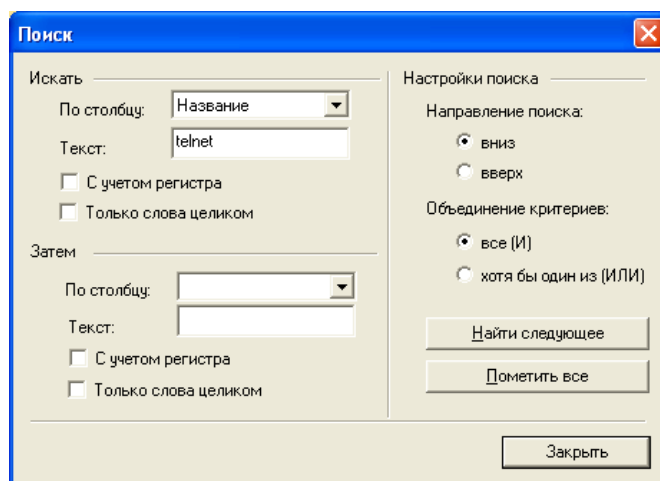 Поиск
Искать
По столбцу: Название
Текст: telnet
С учетом регистра
Только слова целиком
Затем
По столбцу:
Текст:
С учетом регистра
Только слова целиком
Настройки поиска
Направление поиска:
вниз
вверх
Объединение критериев:
все (И)
хотя бы один из (ИЛИ)
Найти следующее
Пометить все
Закрыть